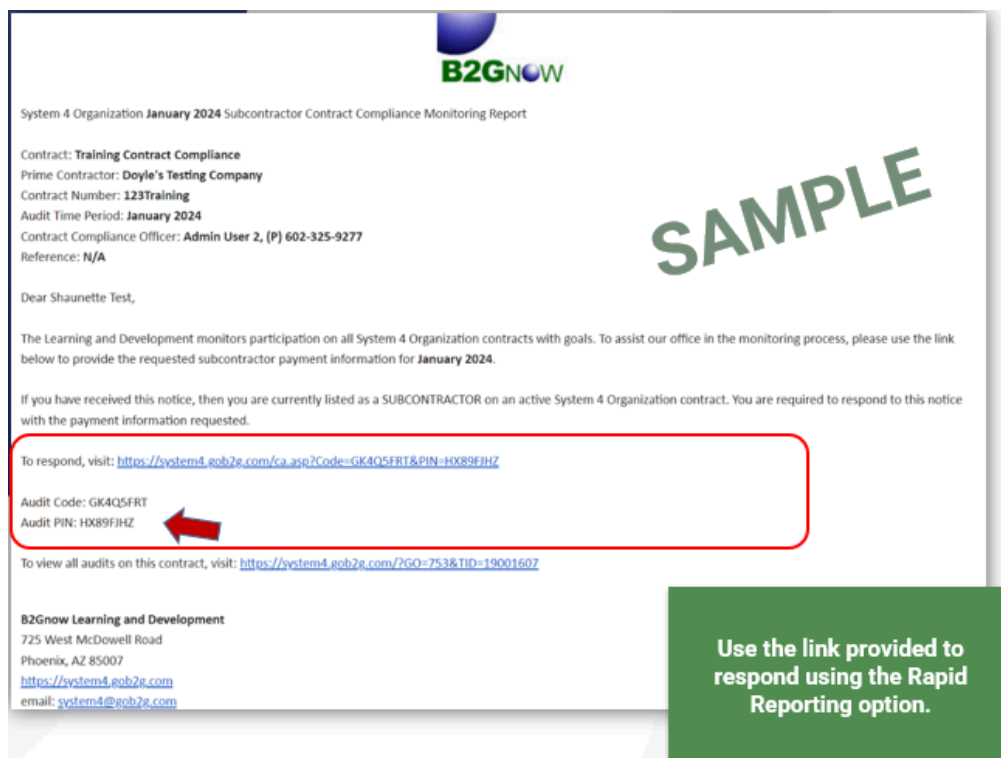 B2GNOW
System 4 Organization January 2024 Subcontractor Contract Compliance Monitoring Report
Contract: Training Contract Compliance
Prime Contractor: Doyle's Testing Company
Contract Number: 123Training
Audit Time Period: January 2024
Contract Compliance Officer: Admin User 2, (P) 602-325-9277
Reference: N/A
SAMPLE
Dear Shaunette Test,
The Learning and Development monitors participation on all System 4 Organization contracts with goals. To assist our office in the monitoring process, please use the link
below to provide the requested subcontractor payment information for January 2024.
If you have received this notice, then you are currently listed as a SUBCONTRACTOR on an active System 4 Organization contract. You are required to respond to this notice
with the payment information requested.
To respond, visit: https://system4.gob2g.com/ca.asp?Code=GK4Q5FRT&PIN=HX89FJHZ
Audit Code: GK4Q5FRT
Audit PIN: HX89FJHZ
To view all audits on this contract, visit: https://system4.gob2g.com/?GO=753&TID=19001607
B2Gnow Learning and Development
725 West McDowell Road
Phoenix, AZ 85007
https://system4.gob2g.com
email: system4@gob2g.com
Use the link provided to
respond using the Rapid
Reporting option.